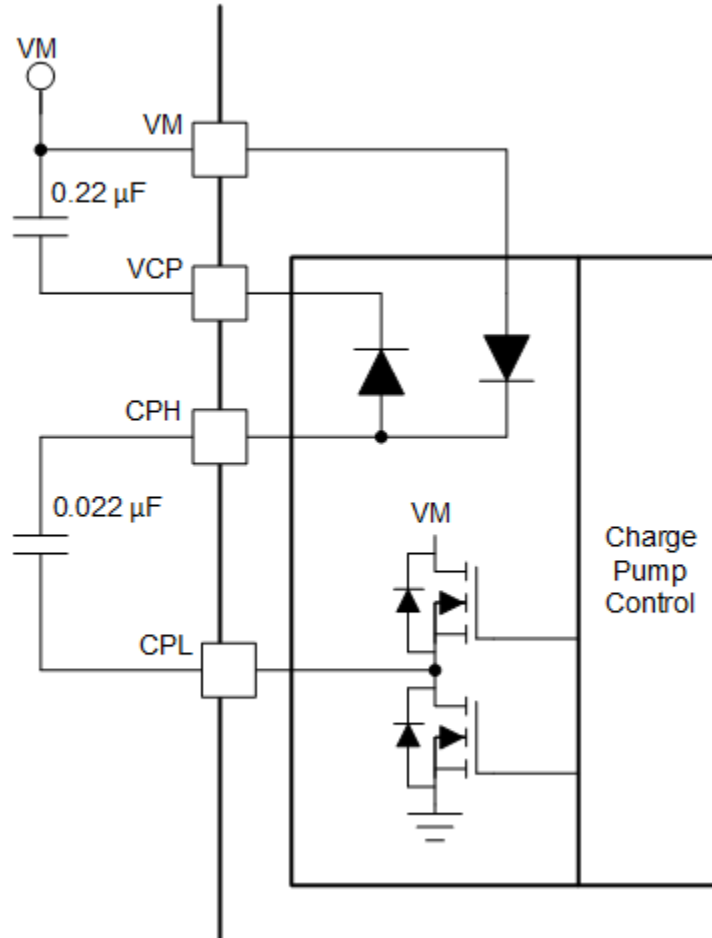 VM
VM
0.22 µF
VCP
CPH
0.022 µF
VM
Charge
Pump
Control
CPL